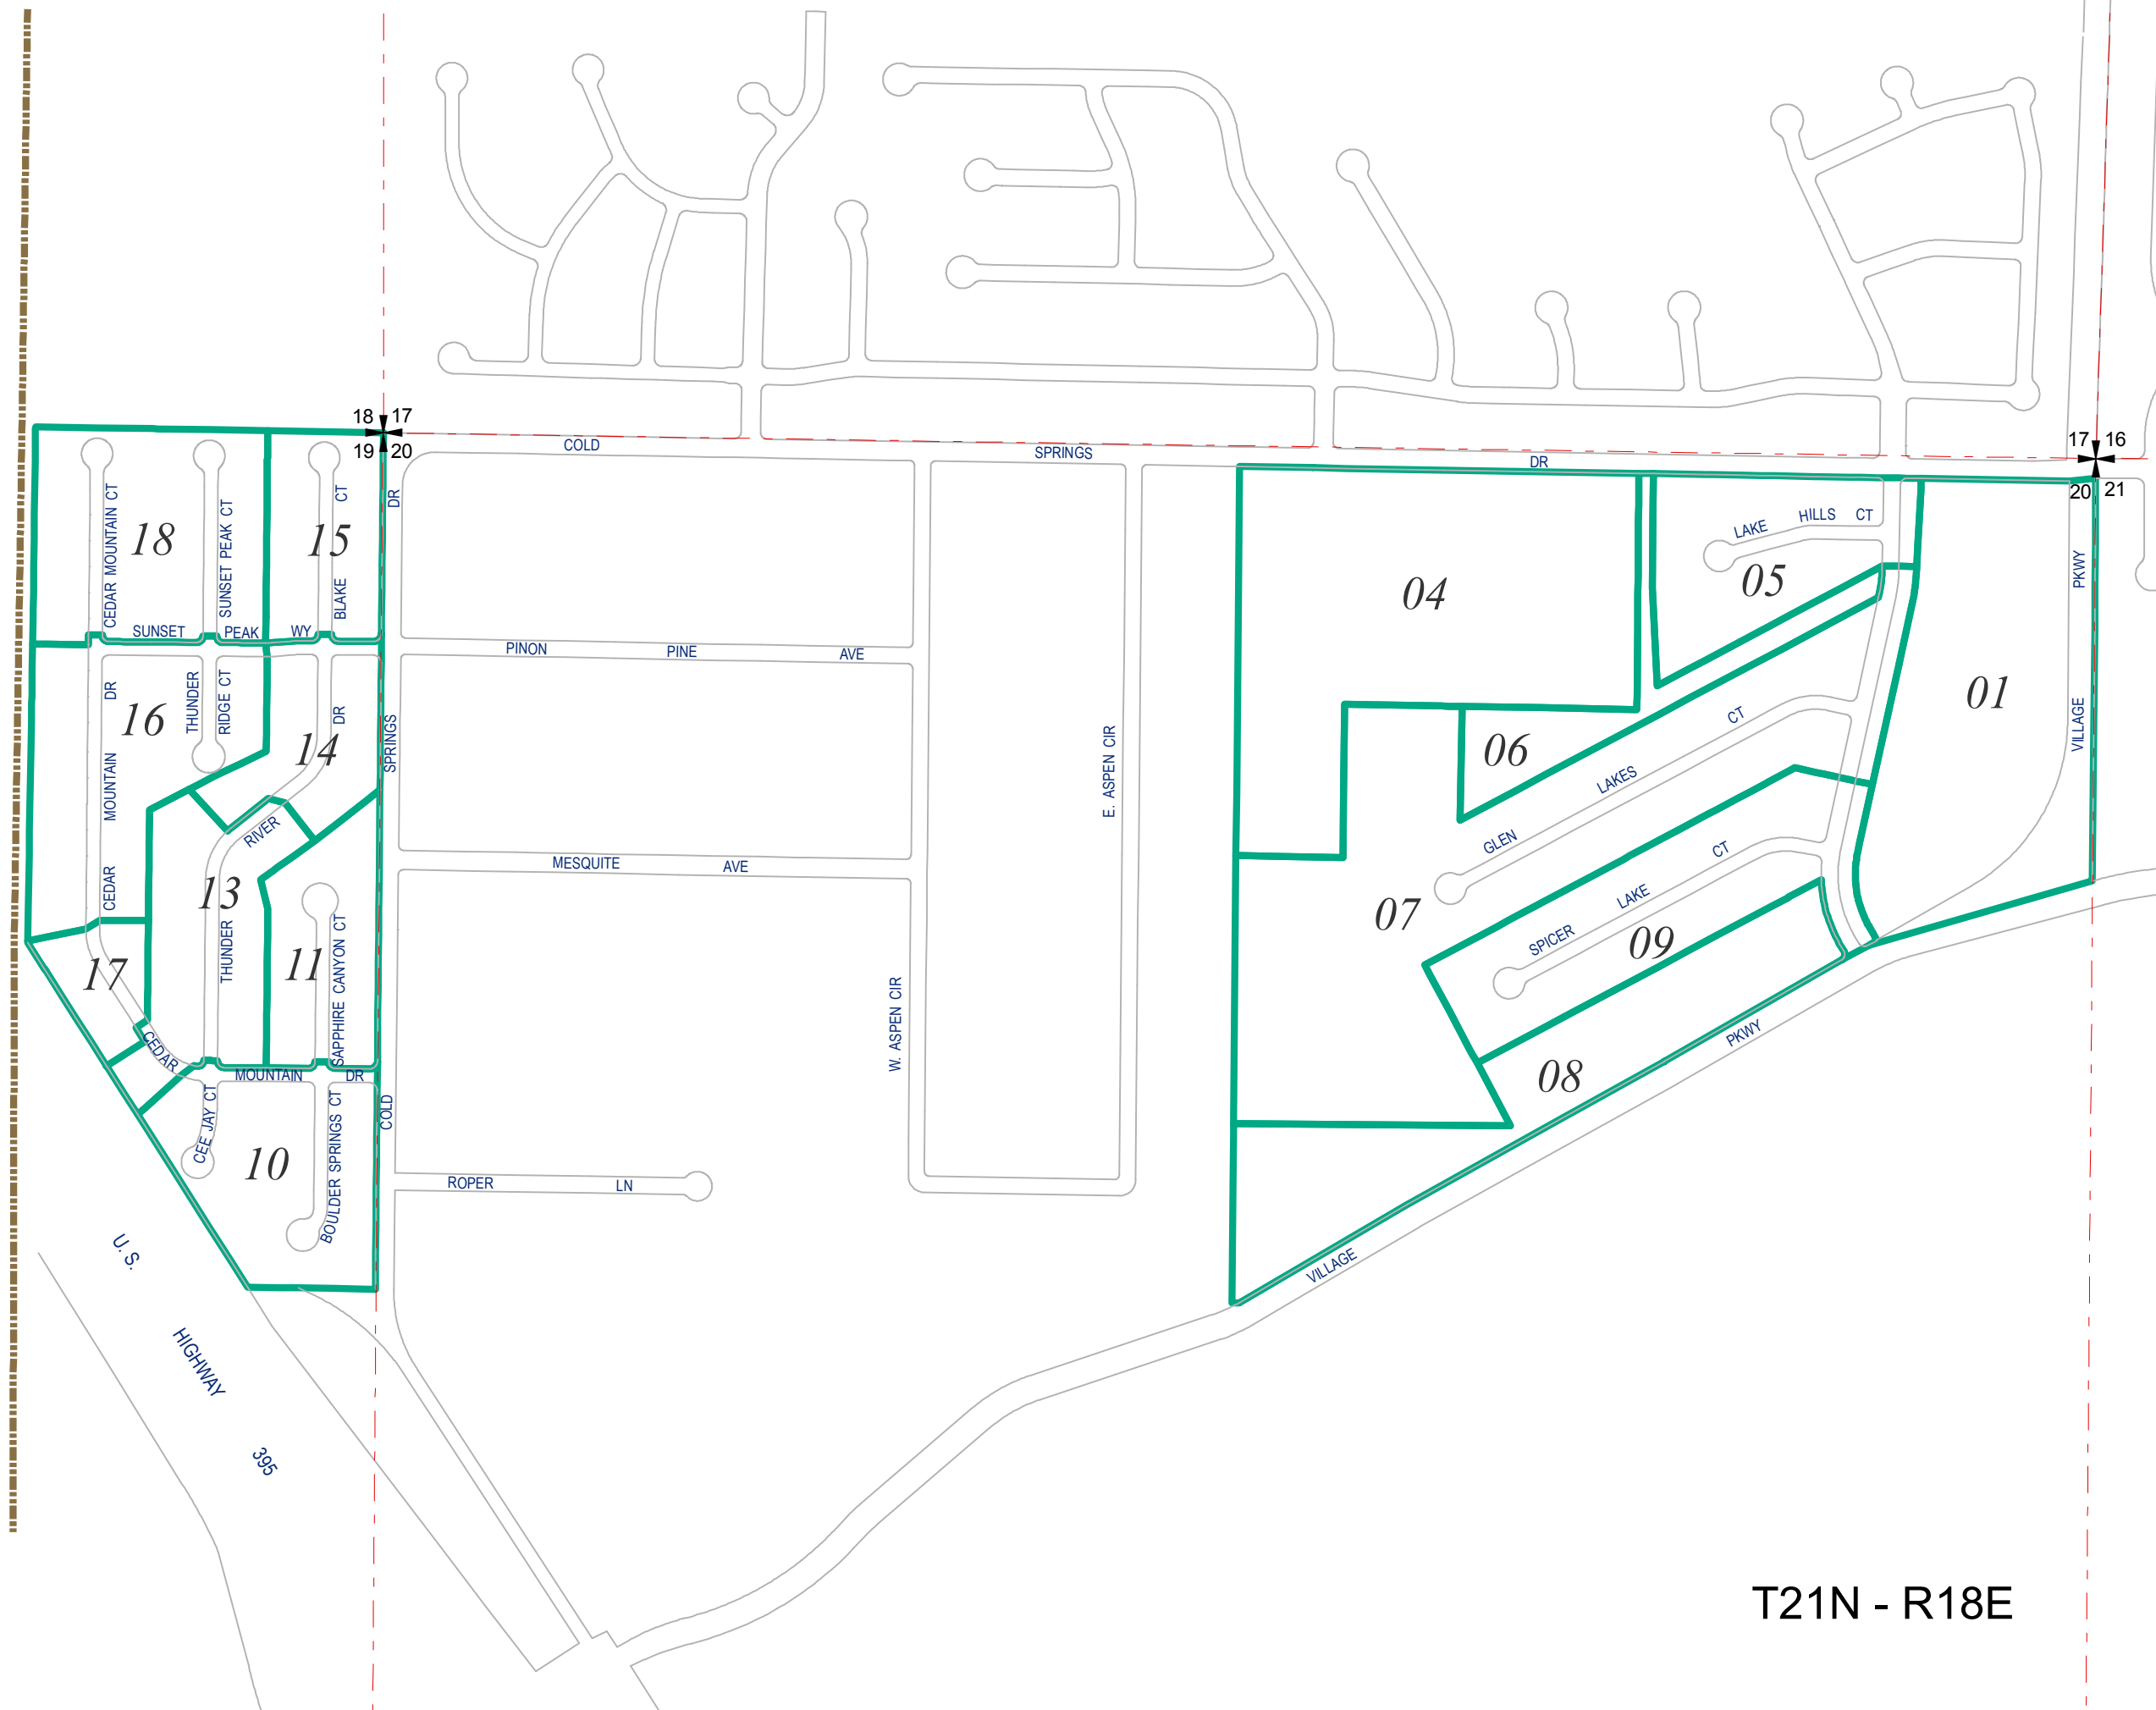 18 17
19 20
17 16
20 21
COLD SPRINGS DR
COLD SPRINGS DR
CEDAR MOUNTAIN CT
SUNSET PEAK CT
BLAKE CT
18
15
SUNSET PEAK WY
PINON PINE AVE
16
THUNDER RIDGE CT
14
CEDAR MOUNTAIN DR
THUNDER RIVER DR
MESQUITE AVE
13
11
SAPPHIRE CANYON CT
17
CEDAR MOUNTAIN DR
CEE JAY CT
10
BOULDER SPRINGS CT
ROPER LN
W. ASPEN CIR
E. ASPEN CIR
04
LAKE HILLS CT
05
06
01
VILLAGE PKWY
GLEN LAKES CT
07
SPICER LAKE CT
09
08
VILLAGE PKWY
U. S. HIGHWAY 395
T21N - R18E